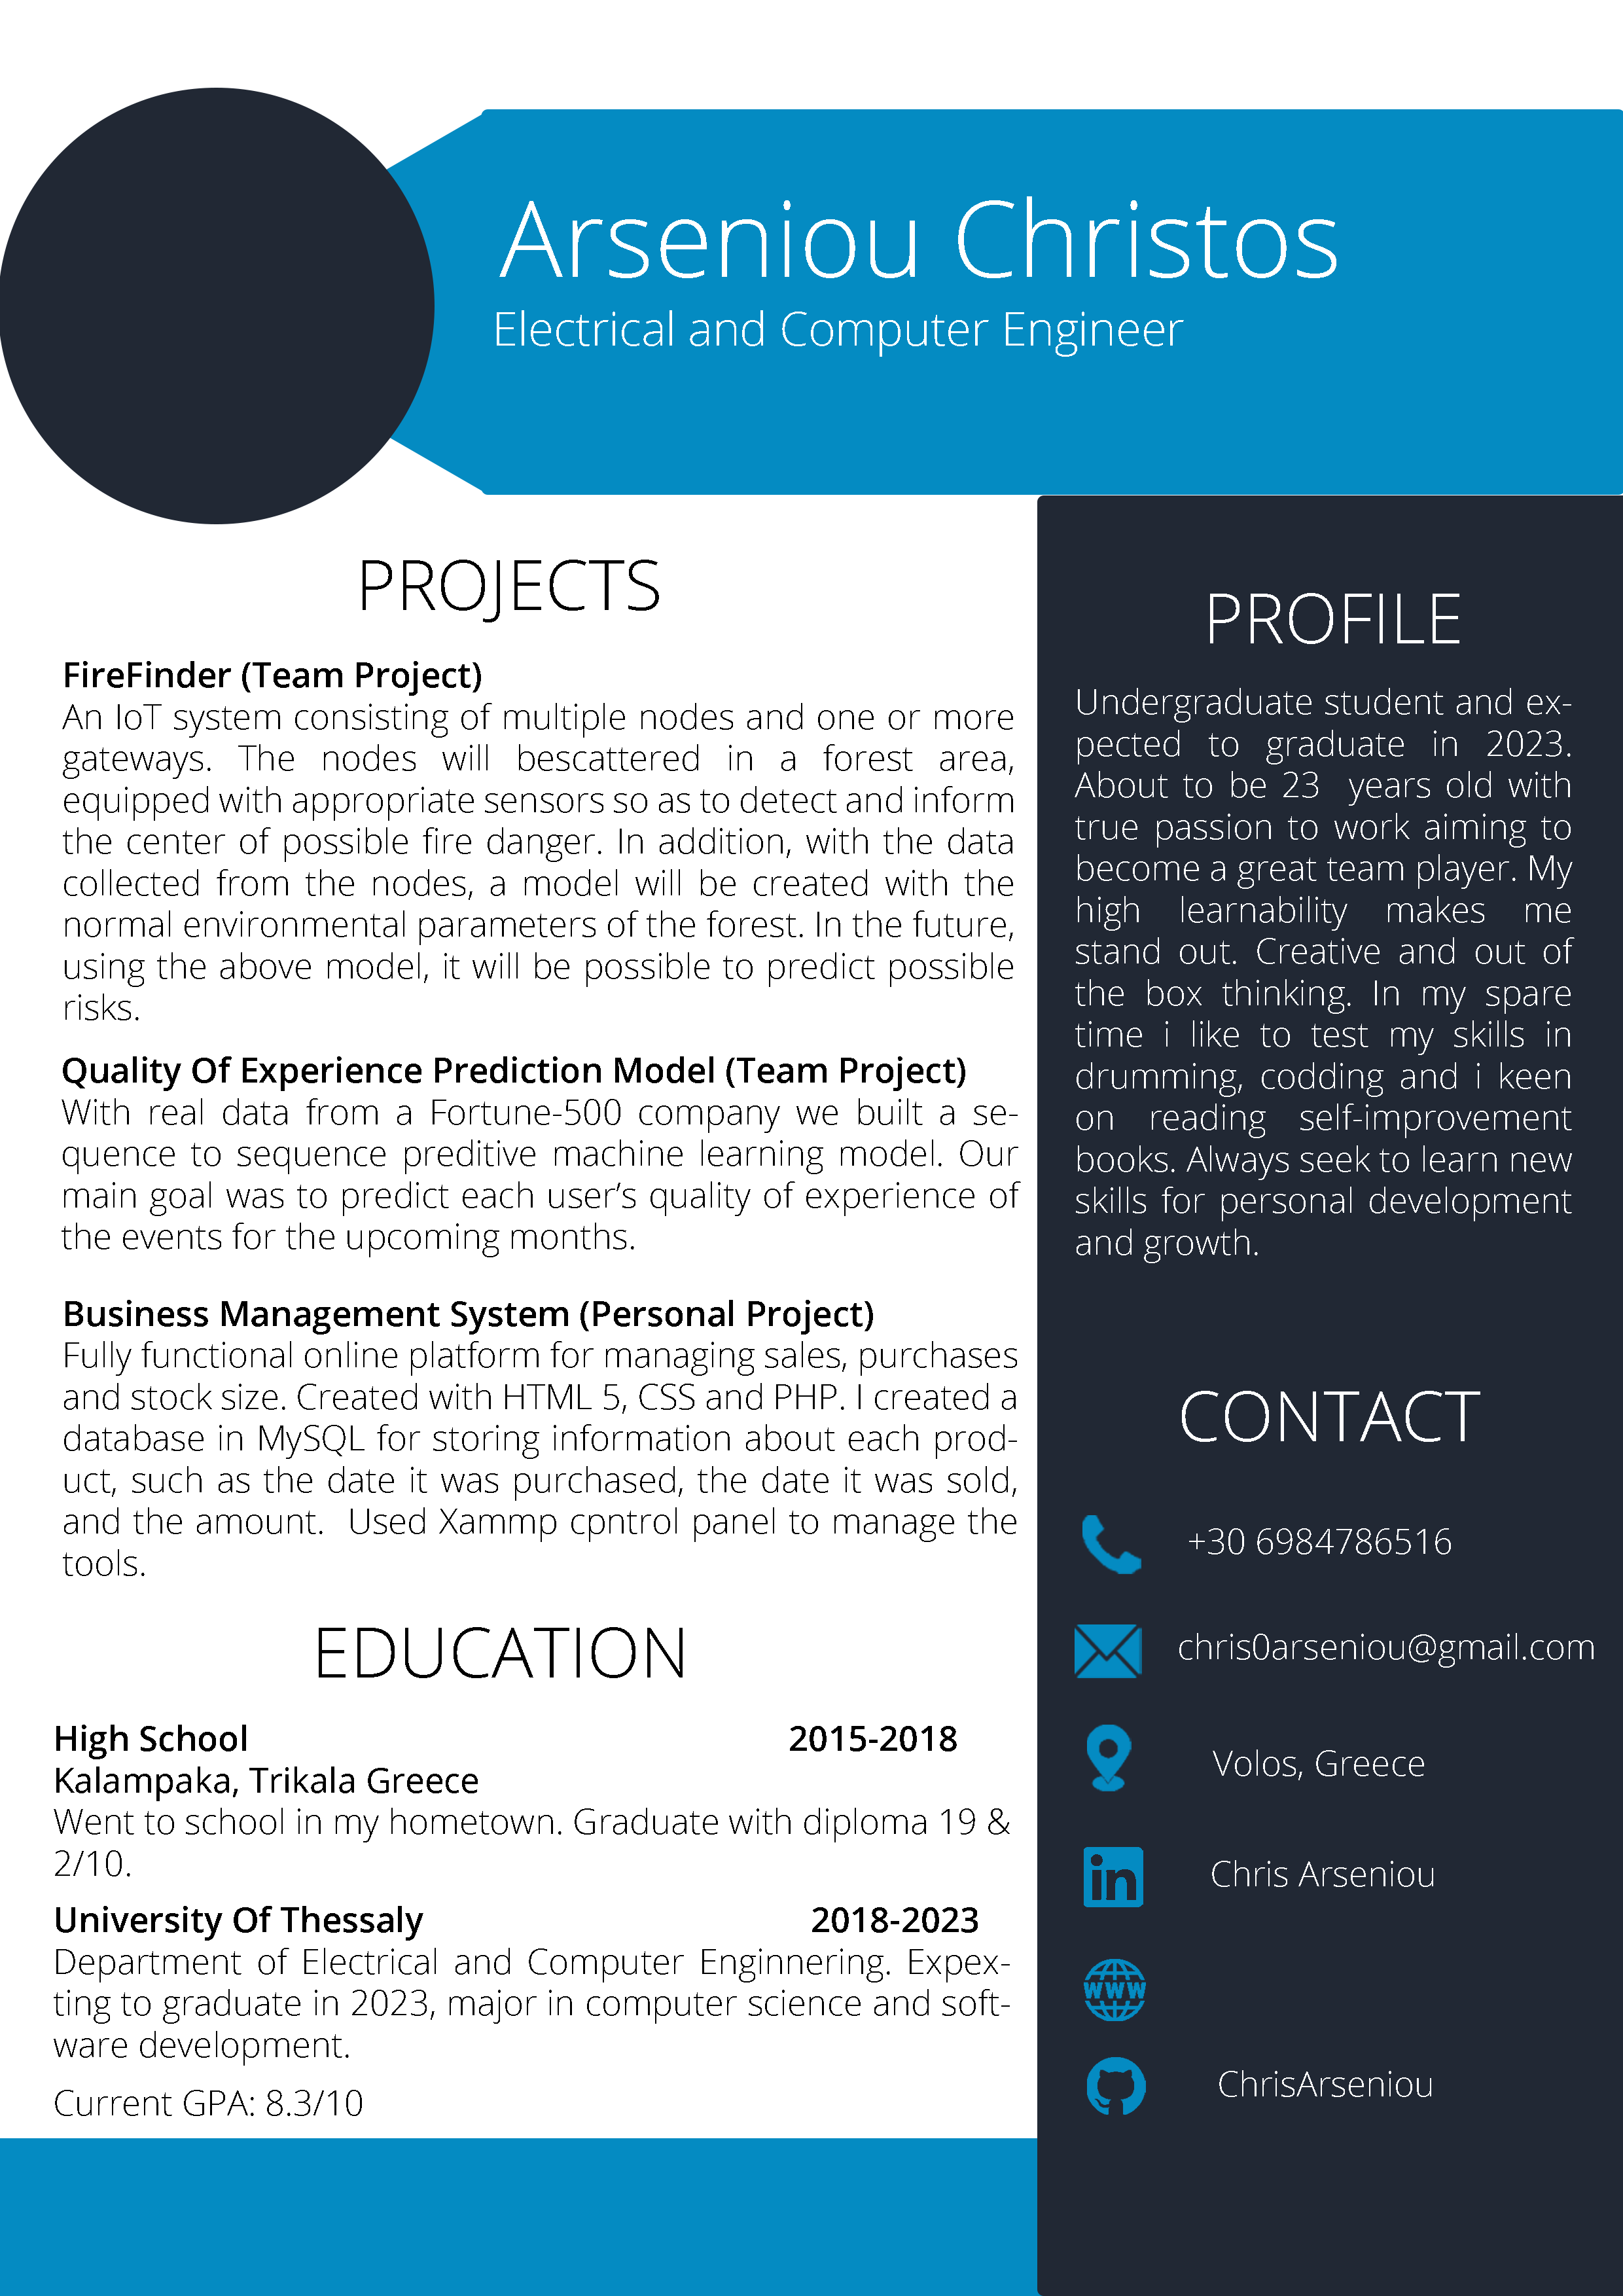 Arseniou Christos
Electrical and Computer Engineer
PROJECTS
FireFinder (Team Project)
An IoT system consisting of multiple nodes and one or more
gateways. The nodes will bescattered in a forest area,
equipped with appropriate sensors so as to detect and inform
the center of possible fire danger. In addition, with the data
collected from the nodes, a model will be created with the
normal environmental parameters of the forest. In the future,
using the above model, it will be possible to predict possible
risks.
Quality Of Experience Prediction Model (Team Project)
With real data from a Fortune-500 company we built a se-
quence to sequence preditive machine learning model. Our
main goal was to predict each user’s quality of experience of
the events for the upcoming months.
Business Management System (Personal Project)
Fully functional online platform for managing sales, purchases
and stock size. Created with HTML 5, CSS and PHP. I created a
database in MySQL for storing information about each prod-
uct, such as the date it was purchased, the date it was sold,
and the amount. Used Xammp cpntrol panel to manage the
tools.
EDUCATION
High School 2015-2018
Kalampaka, Trikala Greece
Went to school in my hometown. Graduate with diploma 19 &
2/10.
University Of Thessaly 2018-2023
Department of Electrical and Computer Enginnering. Expex-
ting to graduate in 2023, major in computer science and soft-
ware development.
Current GPA: 8.3/10
PROFILE
Undergraduate student and ex-
pected to graduate in 2023.
About to be 23 years old with
true passion to work aiming to
become a great team player. My
high learnability makes me
stand out. Creative and out of
the box thinking. In my spare
time i like to test my skills in
drumming, codding and i keen
on reading self-improvement
books. Always seek to learn new
skills for personal development
and growth.
CONTACT
+30 6984786516
chris0arseniou@gmail.com
Volos, Greece
in
Chris Arseniou
WWW
ChrisArseniou